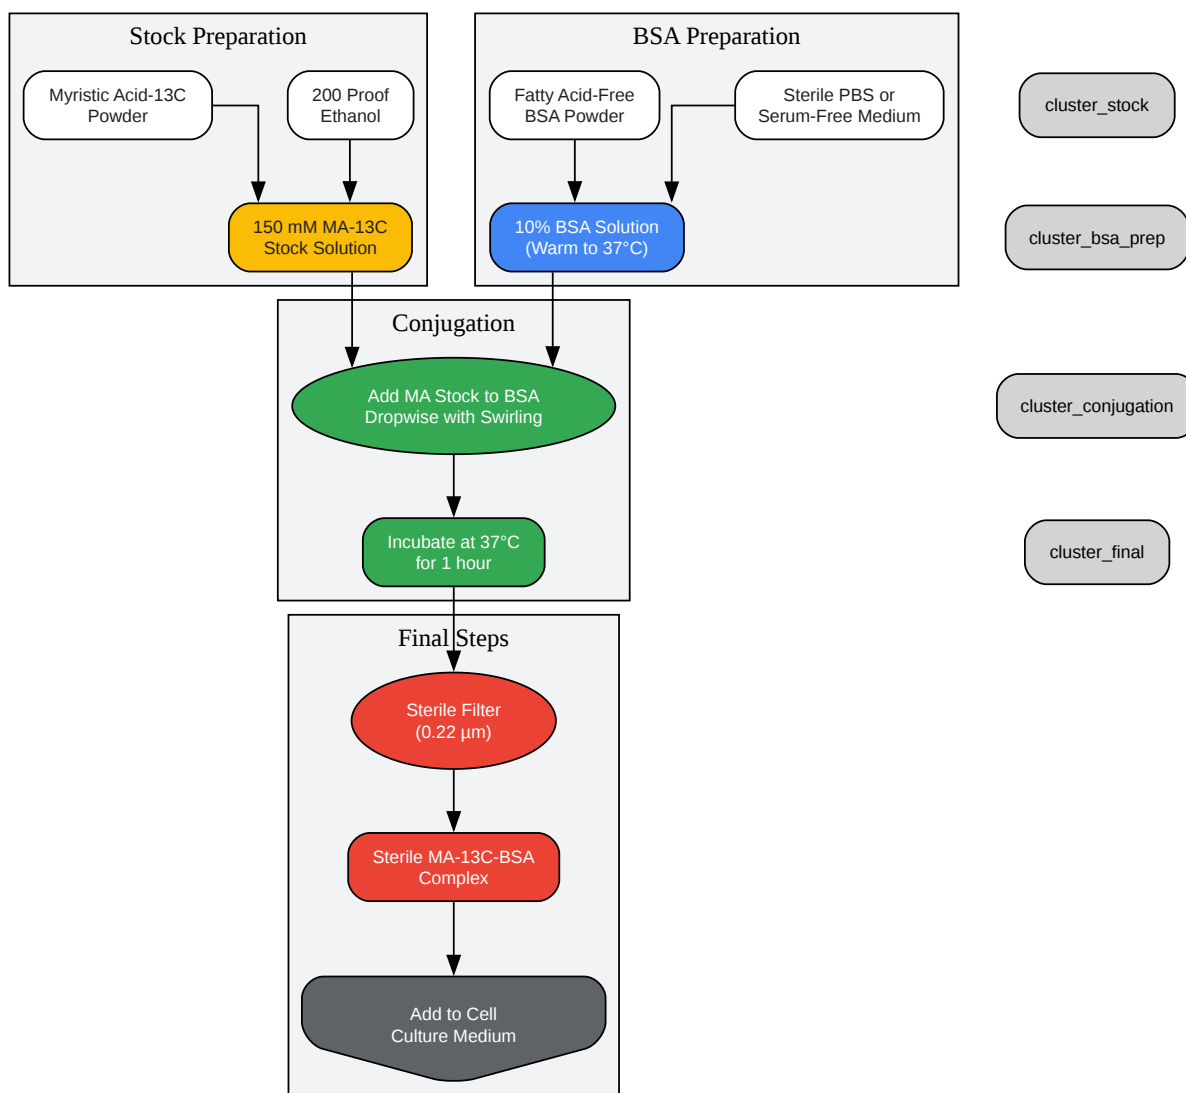 Stock Preparation
Myristic Acid-13C
Powder
200 Proof
Ethanol
150 mM MA-13C
Stock Solution
BSA Preparation
Fatty Acid-Free
BSA Powder
Sterile PBS or
Serum-Free Medium
10% BSA Solution
(Warm to 37°C)
Conjugation
Add MA Stock to BSA
Dropwise with Swirling
Incubate at 37°C
for 1 hour
Final Steps
Sterile Filter
(0.22 µm)
Sterile MA-13C-BSA
Complex
Add to Cell
Culture Medium
cluster_stock
cluster_bsa_prep
cluster_conjugation
cluster_final